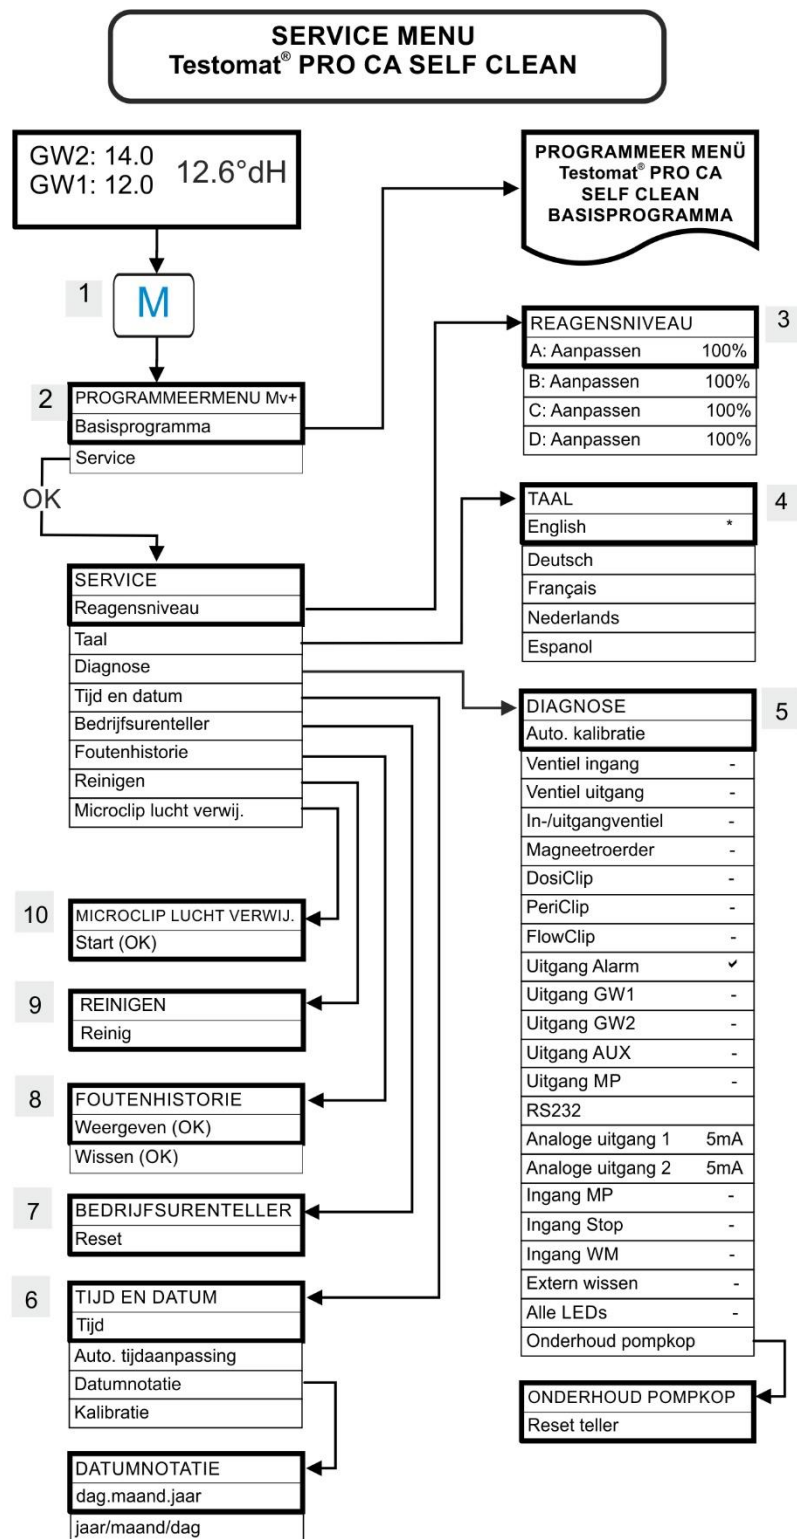 SERVICE MENU
Testomat® PRO CA SELF CLEAN
GW2: 14.0
GW1: 12.0
12.6°dH
PROGRAMMEER MENÜ
Testomat® PRO CA
SELF CLEAN
BASISPROGRAMMA
1
M
2
PROGRAMMEERMENU Mv+
Basisprogramma
Service
OK
SERVICE
Reagensniveau
Taal
Diagnose
Tijd en datum
Bedrijfsurenteller
Foutenhistorie
Reinigen
Microclip lucht verwij.
3
REAGENSNIVEAU
A: Aanpassen 100%
B: Aanpassen 100%
C: Aanpassen 100%
D: Aanpassen 100%
4
TAAL
English *
Deutsch
Français
Nederlands
Espanol
5
DIAGNOSE
Auto. kalibratie
Ventiel ingang -
Ventiel uitgang -
In-/uitgangventiel -
Magneetroerder -
DosiClip -
PeriClip -
FlowClip -
Uitgang Alarm ✔
Uitgang GW1 -
Uitgang GW2 -
Uitgang AUX -
Uitgang MP -
RS232
Analoge uitgang 1 5mA
Analoge uitgang 2 5mA
Ingang MP -
Ingang Stop -
Ingang WM -
Extern wissen -
Alle LEDs -
Onderhoud pompkop
ONDERHOUD POMPKOP
Reset teller
10
MICROCLIP LUCHT VERWIJ.
Start (OK)
9
REINIGEN
Reinig
8
FOUTENHISTORIE
Weergeven (OK)
Wissen (OK)
7
BEDRIJFSURENTELLER
Reset
6
TIJD EN DATUM
Tijd
Auto. tijdaanpassing
Datumnotatie
Kalibratie
DATUMNOTATIE
dag.maand.jaar
jaar/maand/dag